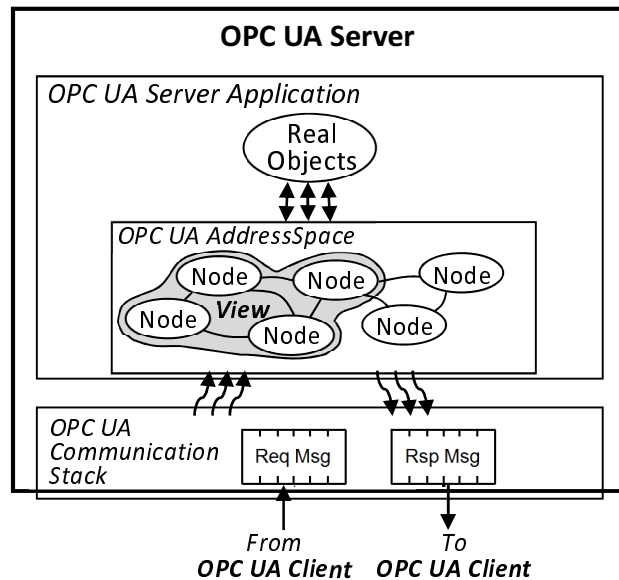 OPC UA Server
OPC UA Server Application
Real
Objects
OPC UA AddressSpace
Node
Node
Node
View
Node
Node
Node
OPC UA
Communication
Stack
Req Msg
Rsp Msg
From
OPC UA Client
To
OPC UA Client